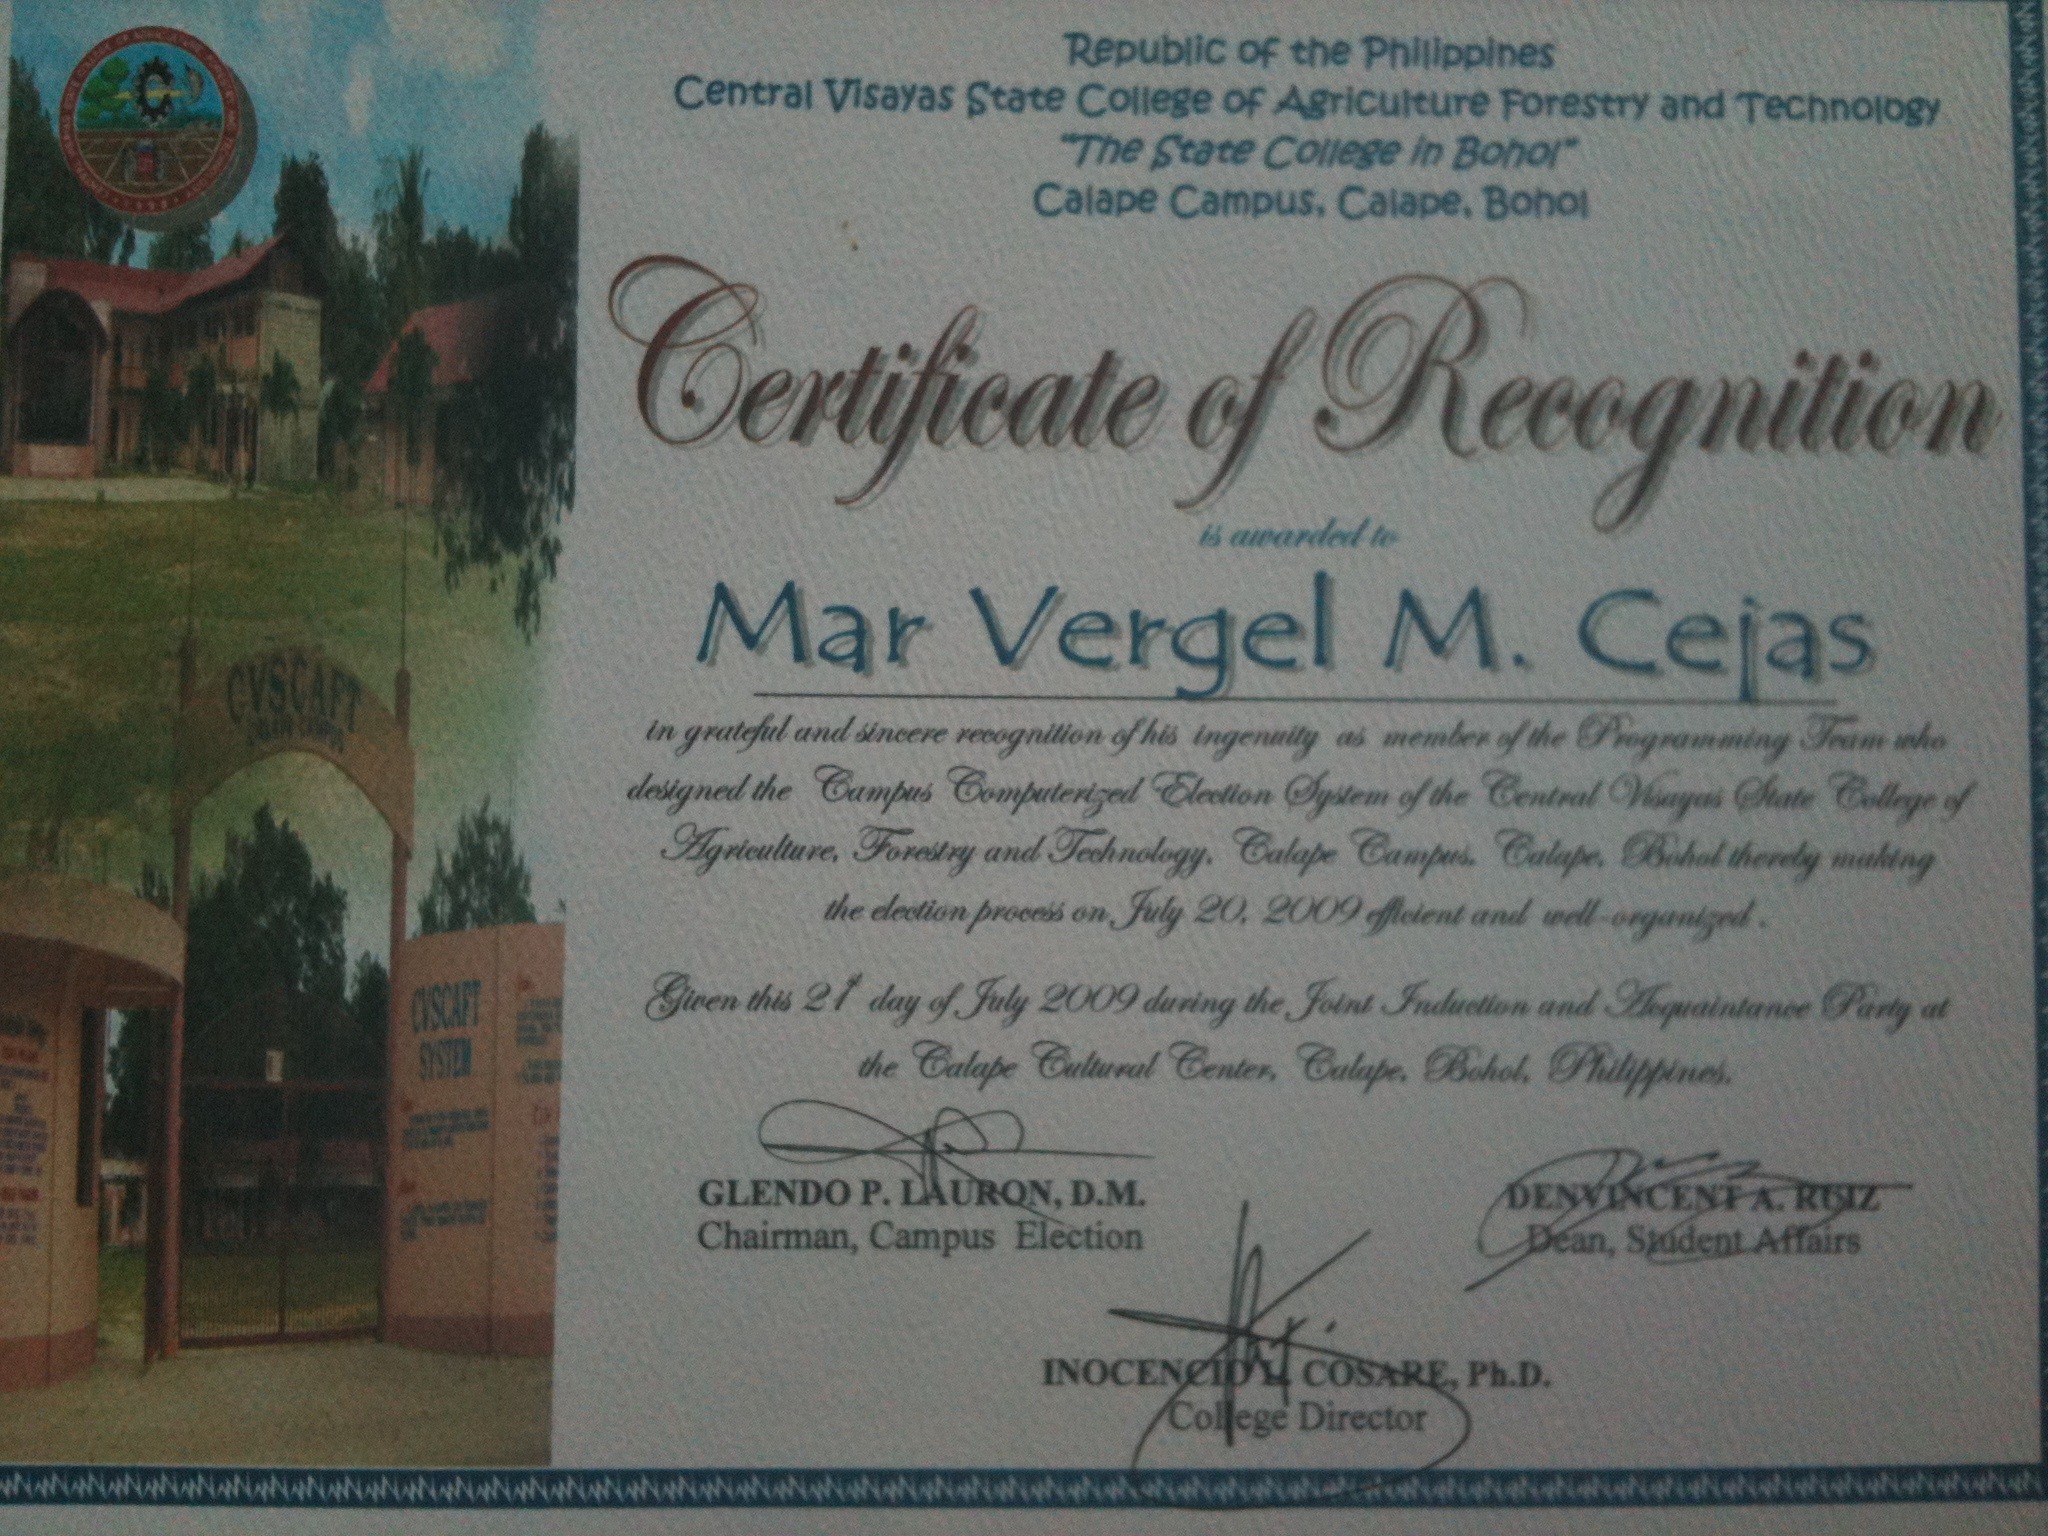 Republic of the Philippines
Central Visayas State College of Agriculture Forestry and Technology
"The State College in Bohol"
Calape Campus, Calape, Bohol
Certificate of Recognition
is awarded to
Mar Vergel M. Cejas
in grateful and sincere recognition of his ingenuity as member of the Programming Team who
designed the Campus Computerized Election System of the Central Visayas State College of
Agriculture, Forestry and Technology, Calape Campus, Calape, Bohol thereby making
the election process on July 20, 2009 efficient and well-organized .
Given this 21st day of July 2009 during the Joint Induction and Acquaintance Party at
the Calape Cultural Center, Calape, Bohol, Philippines.
GLENDO P. LAURON, D.M.
Chairman, Campus Election
DENVINCENT A. RUIZ
Dean, Student Affairs
INOCENCIO COSARE, Ph.D.
College Director
CVSCAFT
CVSCAFT
SYSTEM